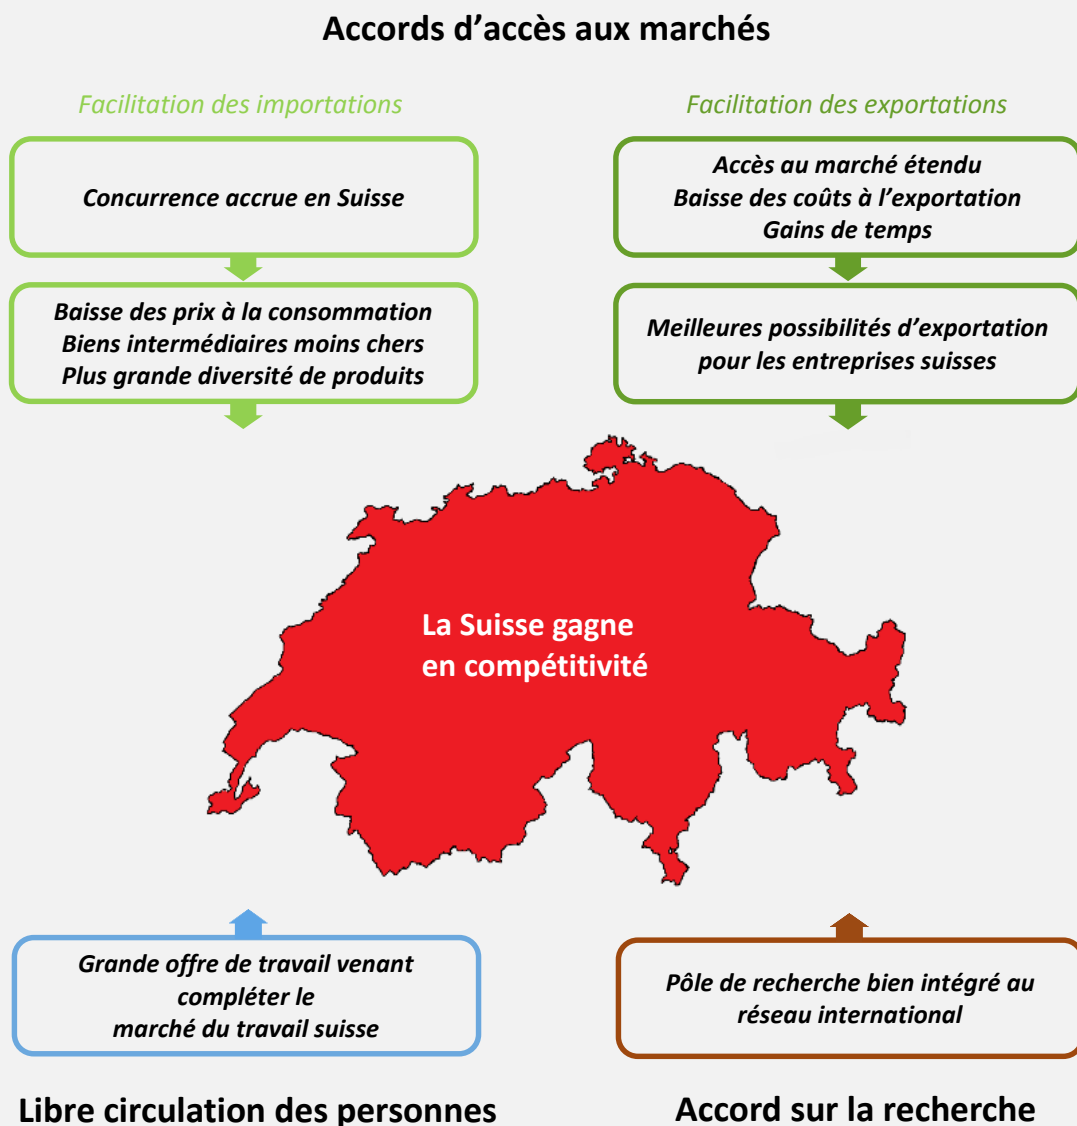 Accords d’accès aux marchés
Facilitation des importations
Concurrence accrue en Suisse
Baisse des prix à la consommation
Biens intermédiaires moins chers
Plus grande diversité de produits
Facilitation des exportations
Accès au marché étendu
Baisse des coûts à l’exportation
Gains de temps
Meilleures possibilités d’exportation
pour les entreprises suisses
La Suisse gagne
en compétitivité
Grande offre de travail venant
compléter le
marché du travail suisse
Libre circulation des personnes
Pôle de recherche bien intégré au
réseau international
Accord sur la recherche